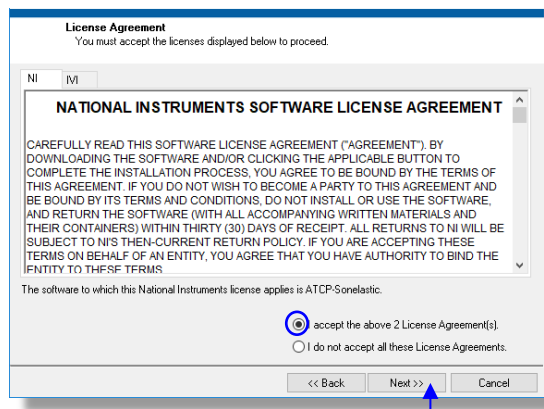 License Agreement
You must accept the licenses displayed below to proceed.
NI IVI
NATIONAL INSTRUMENTS SOFTWARE LICENSE AGREEMENT
CAREFULLY READ THIS SOFTWARE LICENSE AGREEMENT ("AGREEMENT"). BY
DOWNLOADING THE SOFTWARE AND/OR CLICKING THE APPLICABLE BUTTON TO
COMPLETE THE INSTALLATION PROCESS, YOU AGREE TO BE BOUND BY THE TERMS OF
THIS AGREEMENT. IF YOU DO NOT WISH TO BECOME A PARTY TO THIS AGREEMENT AND
BE BOUND BY ITS TERMS AND CONDITIONS, DO NOT INSTALL OR USE THE SOFTWARE,
AND RETURN THE SOFTWARE (WITH ALL ACCOMPANYING WRITTEN MATERIALS AND
THEIR CONTAINERS) WITHIN THIRTY (30) DAYS OF RECEIPT. ALL RETURNS TO NI WILL BE
SUBJECT TO NI'S THEN-CURRENT RETURN POLICY. IF YOU ARE ACCEPTING THESE
TERMS ON BEHALF OF AN ENTITY, YOU AGREE THAT YOU HAVE AUTHORITY TO BIND THE
ENTITY TO THESE TERMS
The software to which this National Instruments license applies is ATCP-Sonelastic.
I accept the above 2 License Agreement(s).
I do not accept all these License Agreements.
<< Back Next >> Cancel